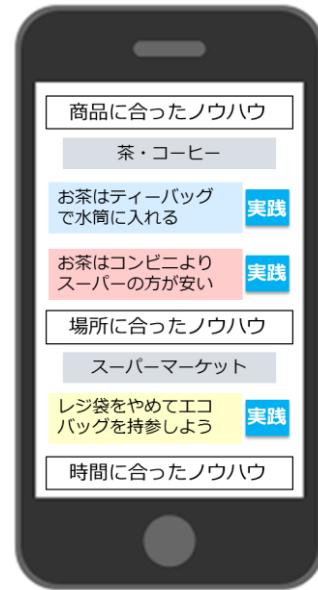 商品に合ったノウハウ
茶・コーヒー
お茶はティーバッグ
で水筒に入れる
実践
お茶はコンビニより
スーパーの方が安い
実践
場所に合ったノウハウ
スーパーマーケット
レジ袋をやめてエコ
バッグを持参しよう
実践
時間に合ったノウハウ